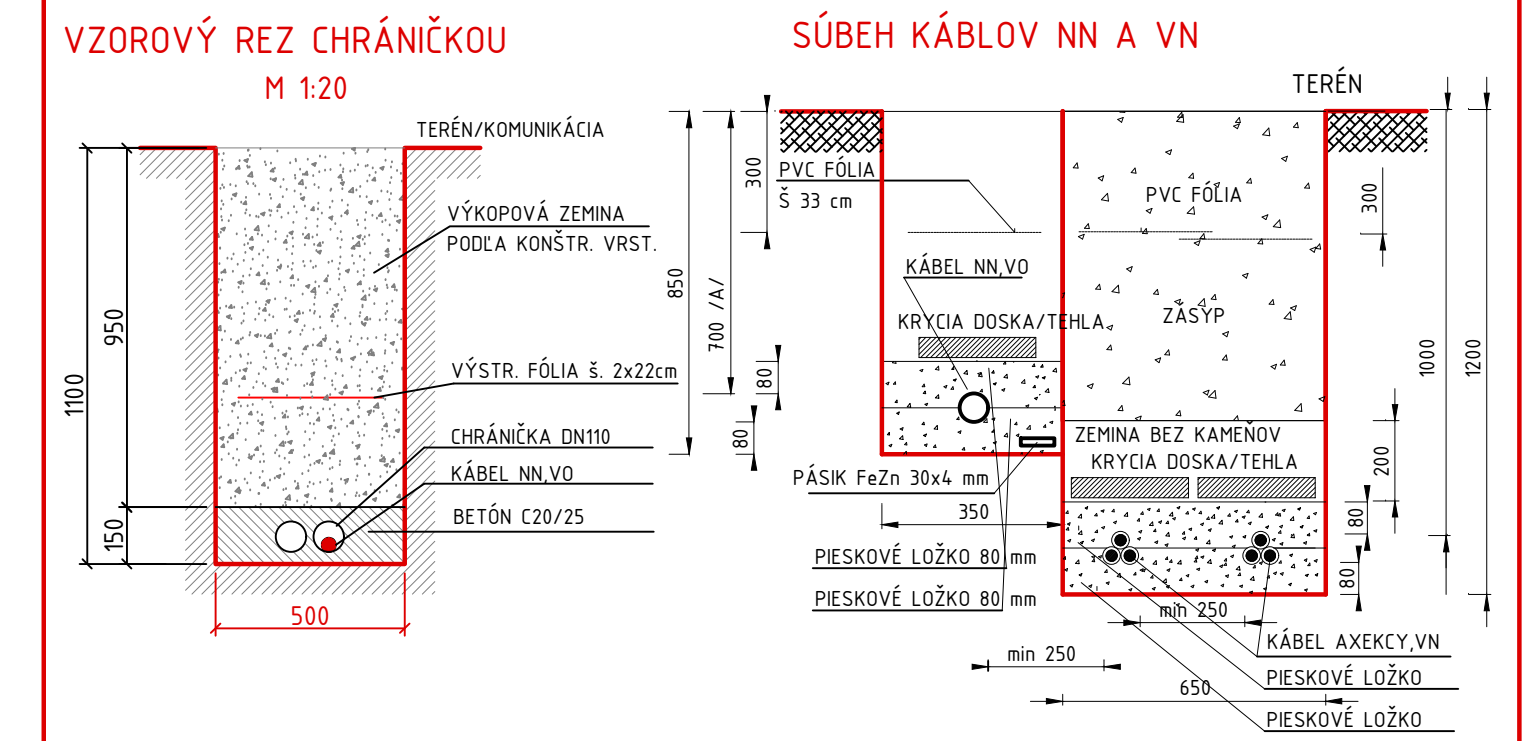 VZOROVÝ REZ CHRÁNIČKOU
M 1:20
TERÉN/KOMUNIKÁCIA
VÝKOPOVÁ ZEMINA
PODĽA KONŠTR. VRST.
VÝSTR. FÓLIA š. 2x22cm
CHRÁNIČKA DN110
KÁBEL NN,VO
BETÓN C20/25
1100
950
150
500
SÚBEH KÁBLOV NN A VN
TERÉN
PVC FÓLIA
Š 33 cm
KÁBEL NN,VO
KRYCIA DOSKA/TEHLA
850
700 /A/
300
80
80
PÁSIK FeZn 30x4 mm
350
PIESKOVÉ LOŽKO 80 mm
PIESKOVÉ LOŽKO 80 mm
min 250
PVC FÓLIA
ZÁSYP
ZEMINA BEZ KAMEŇOV
KRYCIA DOSKA/TEHLA
300
200
80
80
1000
1200
min 250
650
KÁBEL AXEKCY,VN
PIESKOVÉ LOŽKO
PIESKOVÉ LOŽKO